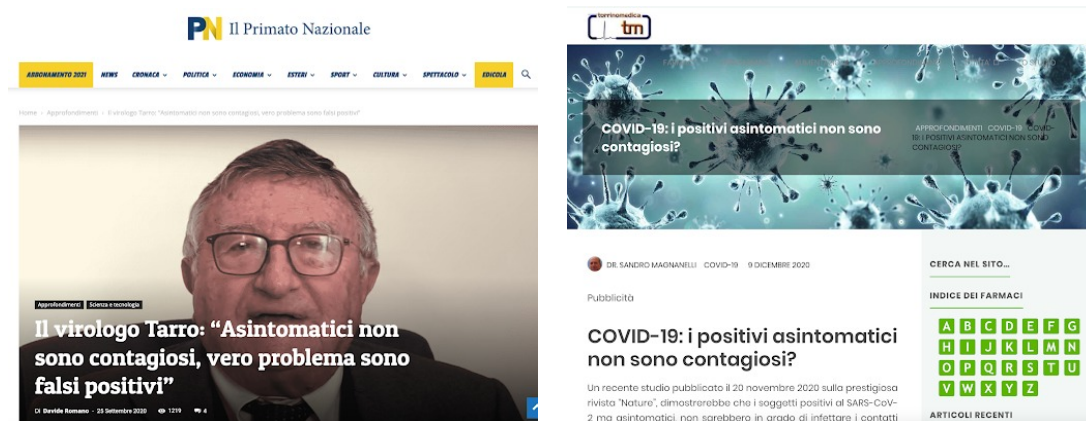 PN Il Primato Nazionale
ABBONAMENTO 2021 NEWS CRONACA POLITICA ECONOMIA ESTERI SPORT CULTURA SPETTACOLO EDICOLA
Home › Approfondimenti › Il virologo Tarro: "Asintomatici non sono contagiosi, vero problema sono falsi positivi"
Approfondimenti Scienza e tecnologia
Il virologo Tarro: “Asintomatici non
sono contagiosi, vero problema sono
falsi positivi”
Di Davide Romano - 25 Settembre 2020 1219 4
torrinomedica
tm
COVID-19: i positivi asintomatici non sono
contagiosi?
APPROFONDIMENTI COVID-19 COVID-
19: I POSITIVI ASINTOMATICI NON SONO
CONTAGIOSI?
DR. SANDRO MAGNANELLI COVID-19 9 DICEMBRE 2020
Pubblicità
COVID-19: i positivi asintomatici
non sono contagiosi?
Un recente studio pubblicato il 20 novembre 2020 sulla prestigiosa
rivista "Nature", dimostrerebbe che i soggetti positivi al SARS-CoV-
2 ma asintomatici, non sarebbero in grado di infettare i contatti
CERCA NEL SITO...
INDICE DEI FARMACI
A B C D E F G
H I J K L M N
O P Q R S T U
V W X Y Z
ARTICOLI RECENTI